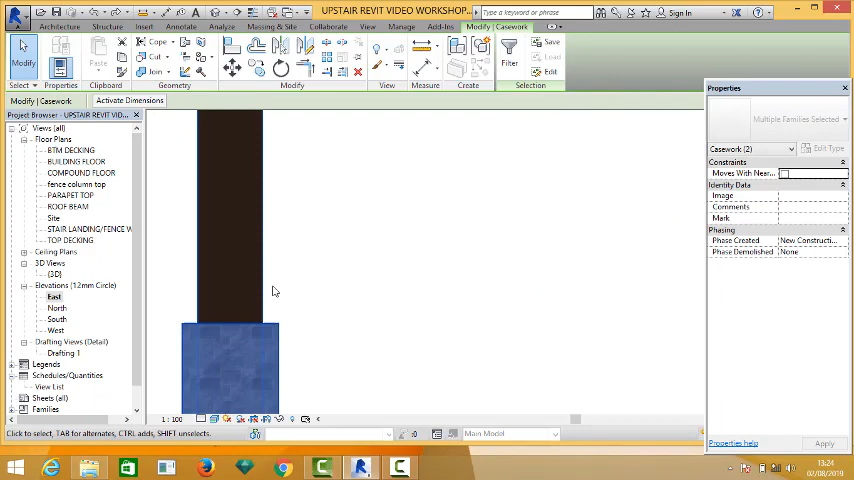 UPSTAIR REVIT VIDEO WORKSHOP...
Type a keyword or phrase
Sign In
Architecture Structure Insert Annotate Analyze Massing & Site Collaborate View Manage Add-Ins Modify | Casework
Modify
Properties
Paste
Cope
Cut
Join
Filter
Save
Edit
Select Properties Clipboard Geometry Modify View Measure Create Selection
Modify | Casework
Activate Dimensions
Project Browser - UPSTAIR REVIT VID...
Views (all)
Floor Plans
BTM DECKING
BUILDING FLOOR
COMPOUND FLOOR
fence column top
PARAPET TOP
ROOF BEAM
Site
STAIR LANDING/FENCE W
TOP DECKING
Ceiling Plans
3D Views
{3D}
Elevations (12mm Circle)
East
North
South
West
Drafting Views (Detail)
Drafting 1
Legends
View List
Schedules/Quantities
Sheets (all)
Families
Properties
Multiple Families Selected
Casework (2)
Edit Type
Constraints
Moves With Near...
Identity Data
Image
Comments
Mark
Phasing
Phase Created New Constructi...
Phase Demolished None
Properties help
Apply
1 : 100
Click to select, TAB for alternates, CTRL adds, SHIFT unselects.
:0
Main Model
13:24
02/08/2019